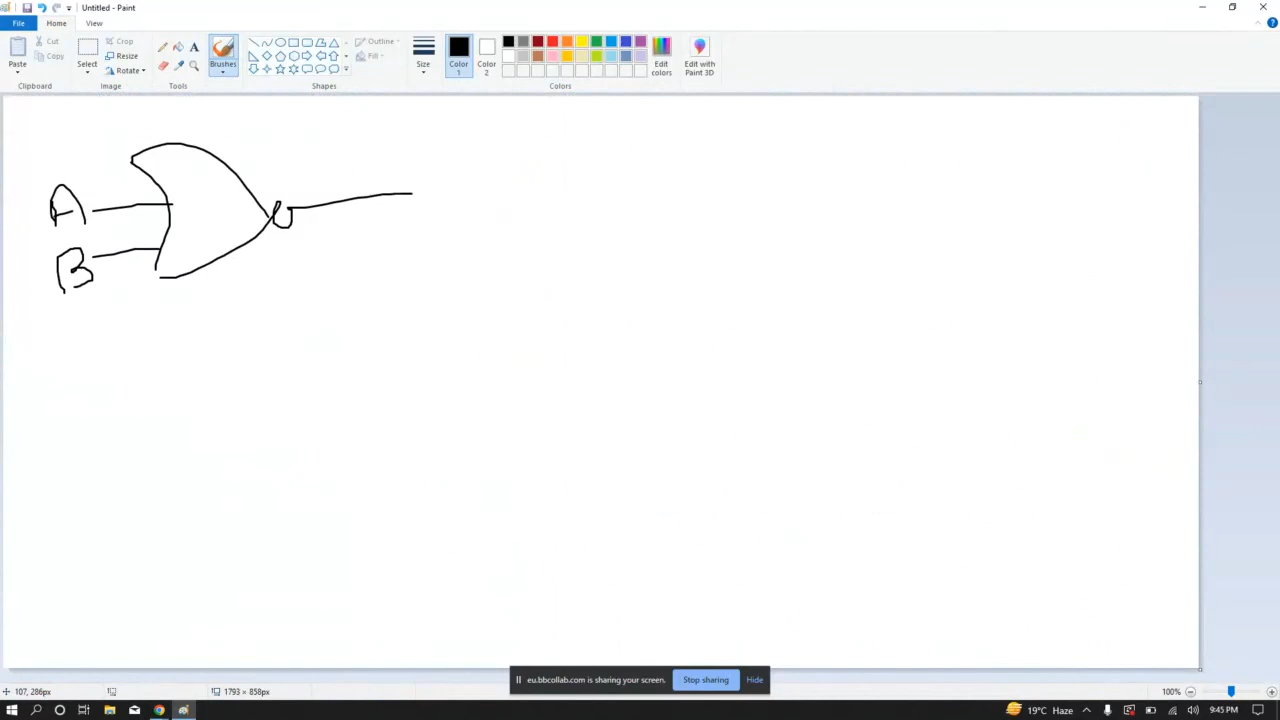 Untitled - Paint
File Home View
Paste
Cut
Copy
Clipboard
Select
Crop
Resize
Rotate
Image
A
Tools
Brushes
Outline
Fill
Shapes
Size
Color 1
Color 2
Edit colors
Edit with Paint 3D
Colors
A
B
eu.bbcollab.com is sharing your screen. Stop sharing Hide
107, 286px
1793 × 858px
100%
19°C Haze
9:45 PM